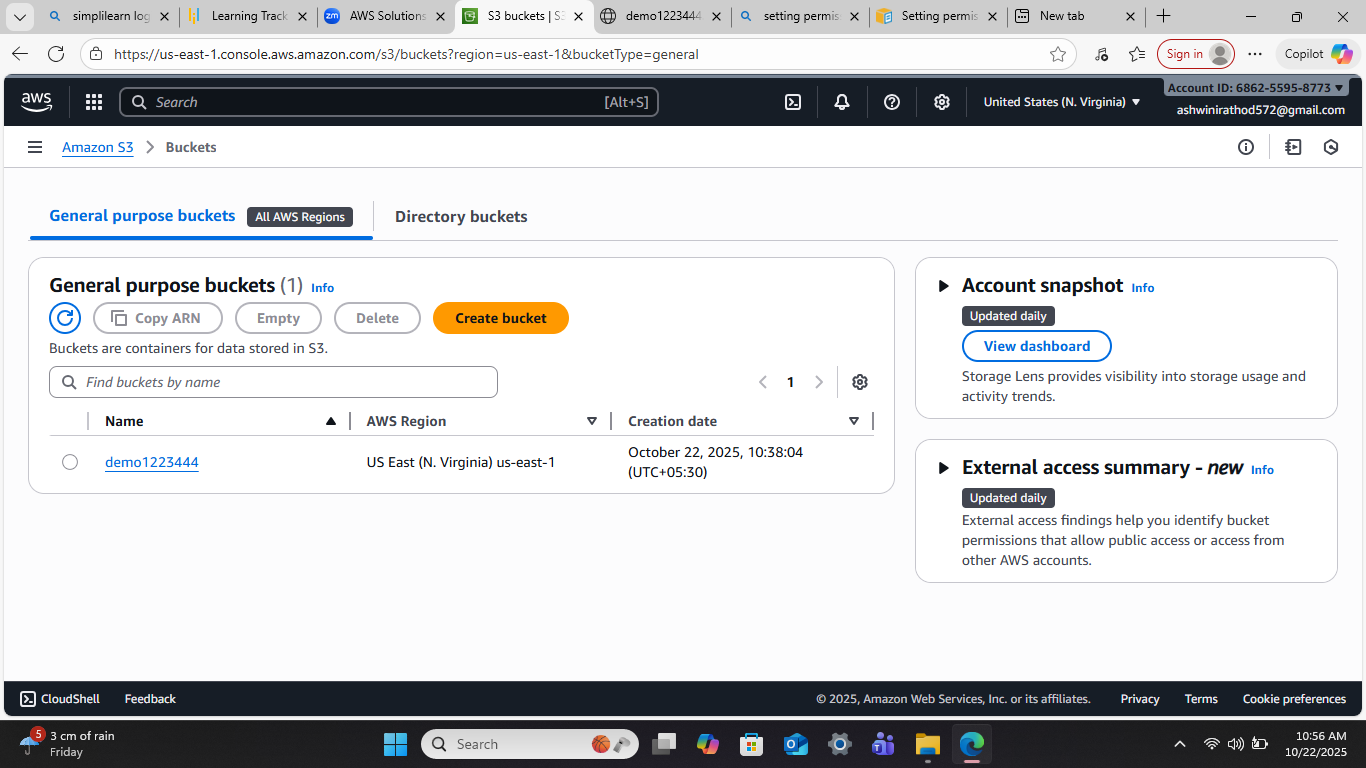 simplilearn log
Learning Track
zm
AWS Solutions
S3 buckets | S3
demo1223444
setting permis
Setting permis
New tab
https://us-east-1.console.aws.amazon.com/s3/buckets?region=us-east-1&bucketType=general
Sign in
Copilot
aws
Search
[Alt+S]
United States (N. Virginia)
Account ID: 6862-5595-8773
ashwinirathod572@gmail.com
Amazon S3
Buckets
General purpose buckets
All AWS Regions
Directory buckets
General purpose buckets (1) Info
Copy ARN
Empty
Delete
Create bucket
Buckets are containers for data stored in S3.
Find buckets by name
1
Name
AWS Region
Creation date
demo1223444
US East (N. Virginia) us-east-1
October 22, 2025, 10:38:04
(UTC+05:30)
Account snapshot Info
Updated daily
View dashboard
Storage Lens provides visibility into storage usage and
activity trends.
External access summary - new Info
Updated daily
External access findings help you identify bucket
permissions that allow public access or access from
other AWS accounts.
CloudShell
Feedback
© 2025, Amazon Web Services, Inc. or its affiliates.
Privacy
Terms
Cookie preferences
5
3 cm of rain
Friday
Search
10:56 AM
10/22/2025